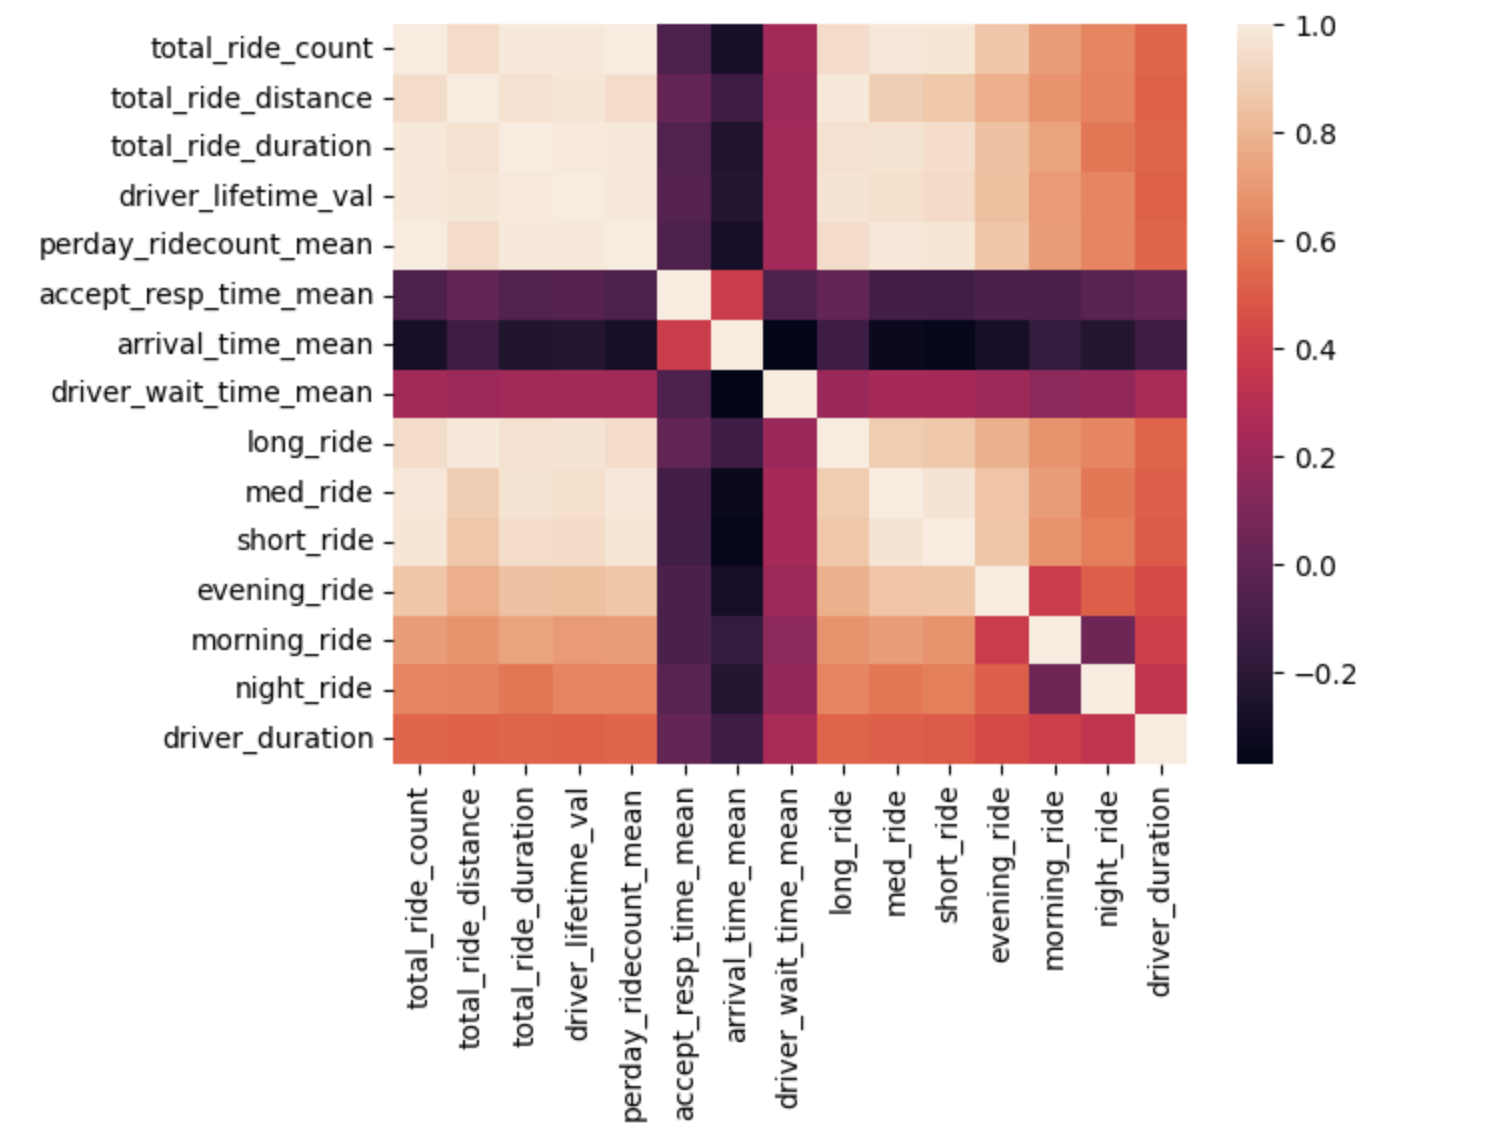 total_ride_count
total_ride_distance
total_ride_duration
driver_lifetime_val
perday_ridecount_mean
accept_resp_time_mean
arrival_time_mean
driver_wait_time_mean
long_ride
med_ride
short_ride
evening_ride
morning_ride
night_ride
driver_duration
total_ride_count
total_ride_distance
total_ride_duration
driver_lifetime_val
perday_ridecount_mean
accept_resp_time_mean
arrival_time_mean
driver_wait_time_mean
long_ride
med_ride
short_ride
evening_ride
morning_ride
night_ride
driver_duration
1.0
0.8
0.6
0.4
0.2
0.0
−0.2